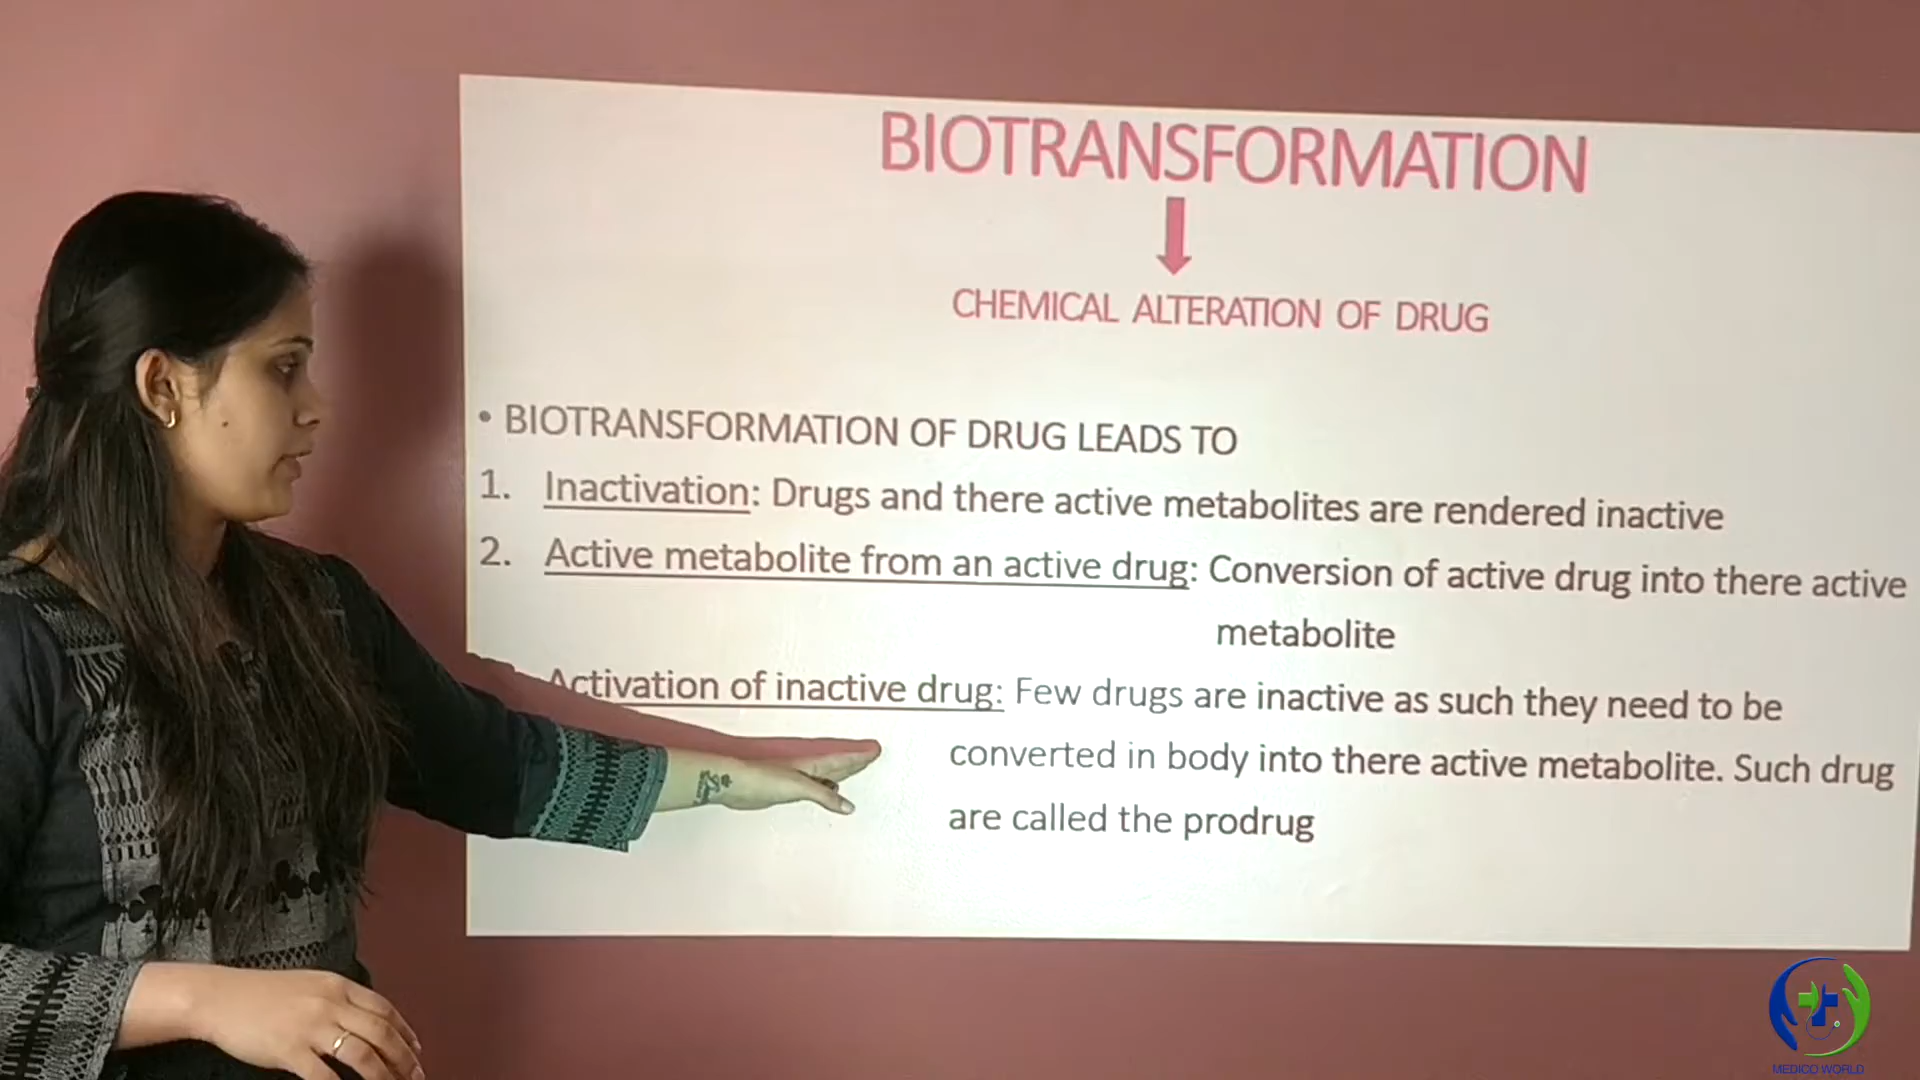 BIOTRANSFORMATION
CHEMICAL ALTERATION OF DRUG
• BIOTRANSFORMATION OF DRUG LEADS TO
1. Inactivation: Drugs and there active metabolites are rendered inactive
2. Active metabolite from an active drug: Conversion of active drug into there active
metabolite
Activation of inactive drug: Few drugs are inactive as such they need to be
converted in body into there active metabolite. Such drug
are called the prodrug
MEDICO WORLD